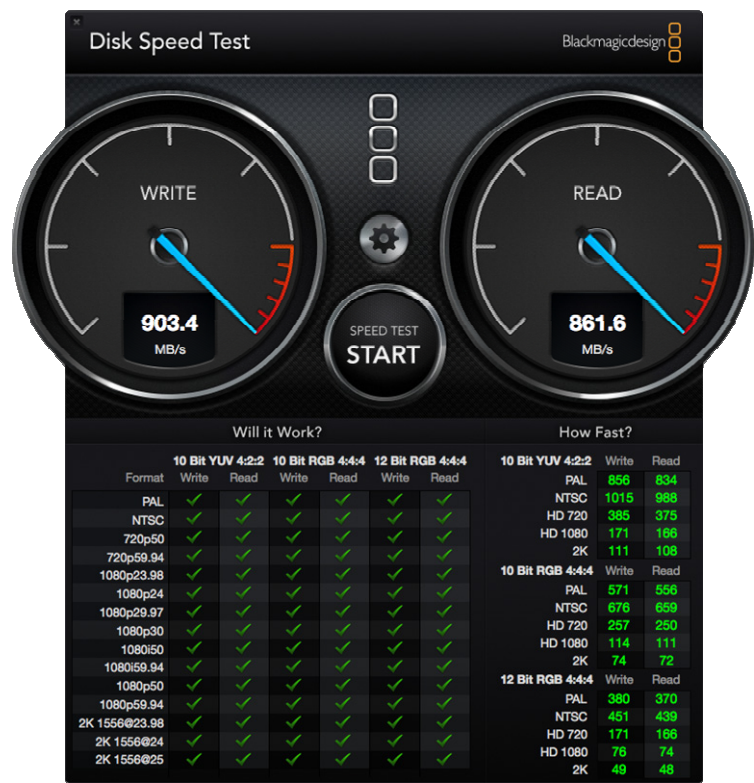 Disk Speed Test
Blackmagicdesign
WRITE
903.4
MB/s
READ
861.6
MB/s
SPEED TEST
START
Will it Work?
10 Bit YUV 4:2:2 10 Bit RGB 4:4:4 12 Bit RGB 4:4:4
Format Write Read Write Read Write Read
PAL
NTSC
720p50
720p59.94
1080p23.98
1080p24
1080p29.97
1080p30
1080i50
1080i59.94
1080p50
1080p59.94
2K 1556@23.98
2K 1556@24
2K 1556@25
How Fast?
10 Bit YUV 4:2:2 Write Read
PAL 856 834
NTSC 1015 988
HD 720 385 375
HD 1080 171 166
2K 111 108
10 Bit RGB 4:4:4 Write Read
PAL 571 556
NTSC 676 659
HD 720 257 250
HD 1080 114 111
2K 74 72
12 Bit RGB 4:4:4 Write Read
PAL 380 370
NTSC 451 439
HD 720 171 166
HD 1080 76 74
2K 49 48